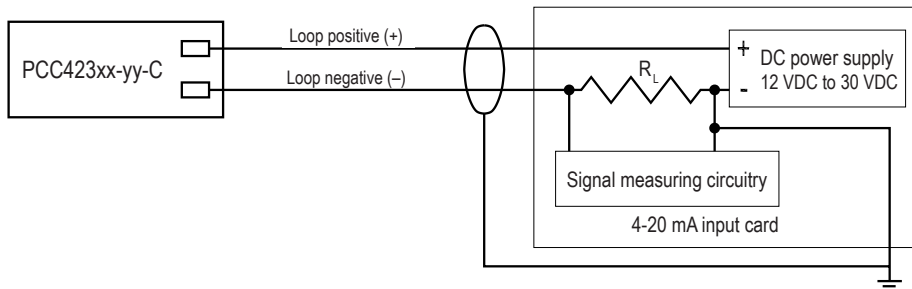 PCC423xx-yy-C
Loop positive (+)
Loop negative (–)
RL
+
-
DC power supply
12 VDC to 30 VDC
Signal measuring circuitry
4-20 mA input card